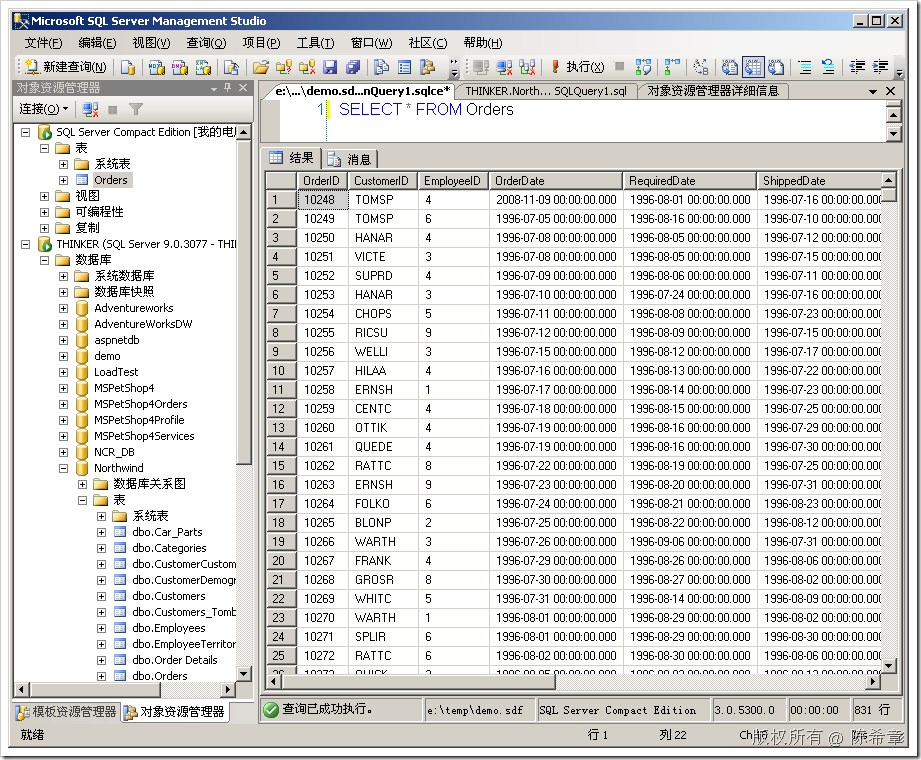 Microsoft SQL Server Management Studio
文件(F) 编辑(E) 视图(V) 查询(Q) 项目(P) 工具(T) 窗口(W) 社区(C) 帮助(H)
新建查询(N) 执行(X)
对象资源管理器
连接(O)
SQL Server Compact Edition [我的电
表
系统表
Orders
视图
可编程性
复制
THINKER (SQL Server 9.0.3077 - THI
数据库
系统数据库
数据库快照
Adventureworks
AdventureWorksDW
aspnetdb
demo
LoadTest
MSPetShop4
MSPetShop4Orders
MSPetShop4Profile
MSPetShop4Services
NCR_DB
Northwind
数据库关系图
表
系统表
dbo.Car_Parts
dbo.Categories
dbo.CustomerCustom
dbo.CustomerDemogr
dbo.Customers
dbo.Customers_Tomb
dbo.Employees
dbo.EmployeeTerritor
dbo.Order Details
dbo.Orders
模板资源管理器 对象资源管理器
e:\...\demo.sd...nQuery1.sqlce* THINKER.North... SQLQuery1.sql 对象资源管理器详细信息
1 SELECT * FROM Orders
结果 消息
OrderID CustomerID EmployeeID OrderDate RequiredDate ShippedDate
1 10248 TOMSP 4 2008-11-09 00:00:00.000 1996-08-01 00:00:00.000 1996-07-16 00:00:00.000
2 10249 TOMSP 6 1996-07-05 00:00:00.000 1996-08-16 00:00:00.000 1996-07-10 00:00:00.000
3 10250 HANAR 4 1996-07-08 00:00:00.000 1996-08-05 00:00:00.000 1996-07-12 00:00:00.000
4 10251 VICTE 3 1996-07-08 00:00:00.000 1996-08-05 00:00:00.000 1996-07-15 00:00:00.000
5 10252 SUPRD 4 1996-07-09 00:00:00.000 1996-08-06 00:00:00.000 1996-07-11 00:00:00.000
6 10253 HANAR 3 1996-07-10 00:00:00.000 1996-07-24 00:00:00.000 1996-07-16 00:00:00.000
7 10254 CHOPS 5 1996-07-11 00:00:00.000 1996-08-08 00:00:00.000 1996-07-23 00:00:00.000
8 10255 RICSU 9 1996-07-12 00:00:00.000 1996-08-09 00:00:00.000 1996-07-15 00:00:00.000
9 10256 WELLI 3 1996-07-15 00:00:00.000 1996-08-12 00:00:00.000 1996-07-17 00:00:00.000
10 10257 HILAA 4 1996-07-16 00:00:00.000 1996-08-13 00:00:00.000 1996-07-22 00:00:00.000
11 10258 ERNSH 1 1996-07-17 00:00:00.000 1996-08-14 00:00:00.000 1996-07-23 00:00:00.000
12 10259 CENTC 4 1996-07-18 00:00:00.000 1996-08-15 00:00:00.000 1996-07-25 00:00:00.000
13 10260 OTTIK 4 1996-07-19 00:00:00.000 1996-08-16 00:00:00.000 1996-07-29 00:00:00.000
14 10261 QUEDE 4 1996-07-19 00:00:00.000 1996-08-16 00:00:00.000 1996-07-30 00:00:00.000
15 10262 RATTC 8 1996-07-22 00:00:00.000 1996-08-19 00:00:00.000 1996-07-25 00:00:00.000
16 10263 ERNSH 9 1996-07-23 00:00:00.000 1996-08-20 00:00:00.000 1996-07-31 00:00:00.000
17 10264 FOLKO 6 1996-07-24 00:00:00.000 1996-08-21 00:00:00.000 1996-08-23 00:00:00.000
18 10265 BLONP 2 1996-07-25 00:00:00.000 1996-08-22 00:00:00.000 1996-08-12 00:00:00.000
19 10266 WARTH 3 1996-07-26 00:00:00.000 1996-09-06 00:00:00.000 1996-07-31 00:00:00.000
20 10267 FRANK 4 1996-07-29 00:00:00.000 1996-08-26 00:00:00.000 1996-08-06 00:00:00.000
21 10268 GROSR 8 1996-07-30 00:00:00.000 1996-08-27 00:00:00.000 1996-08-02 00:00:00.000
22 10269 WHITC 5 1996-07-31 00:00:00.000 1996-08-14 00:00:00.000 1996-08-09 00:00:00.000
23 10270 WARTH 1 1996-08-01 00:00:00.000 1996-08-29 00:00:00.000 1996-08-02 00:00:00.000
24 10271 SPLIR 6 1996-08-01 00:00:00.000 1996-08-29 00:00:00.000 1996-08-30 00:00:00.000
25 10272 RATTC 6 1996-08-02 00:00:00.000 1996-08-30 00:00:00.000 1996-08-06 00:00:00.000
查询已成功执行。 e:\temp\demo.sdf SQL Server Compact Edition 3.0.5300.0 00:00:00 831 行
就绪 行 1 列 22
版权所有 @ 陈希章